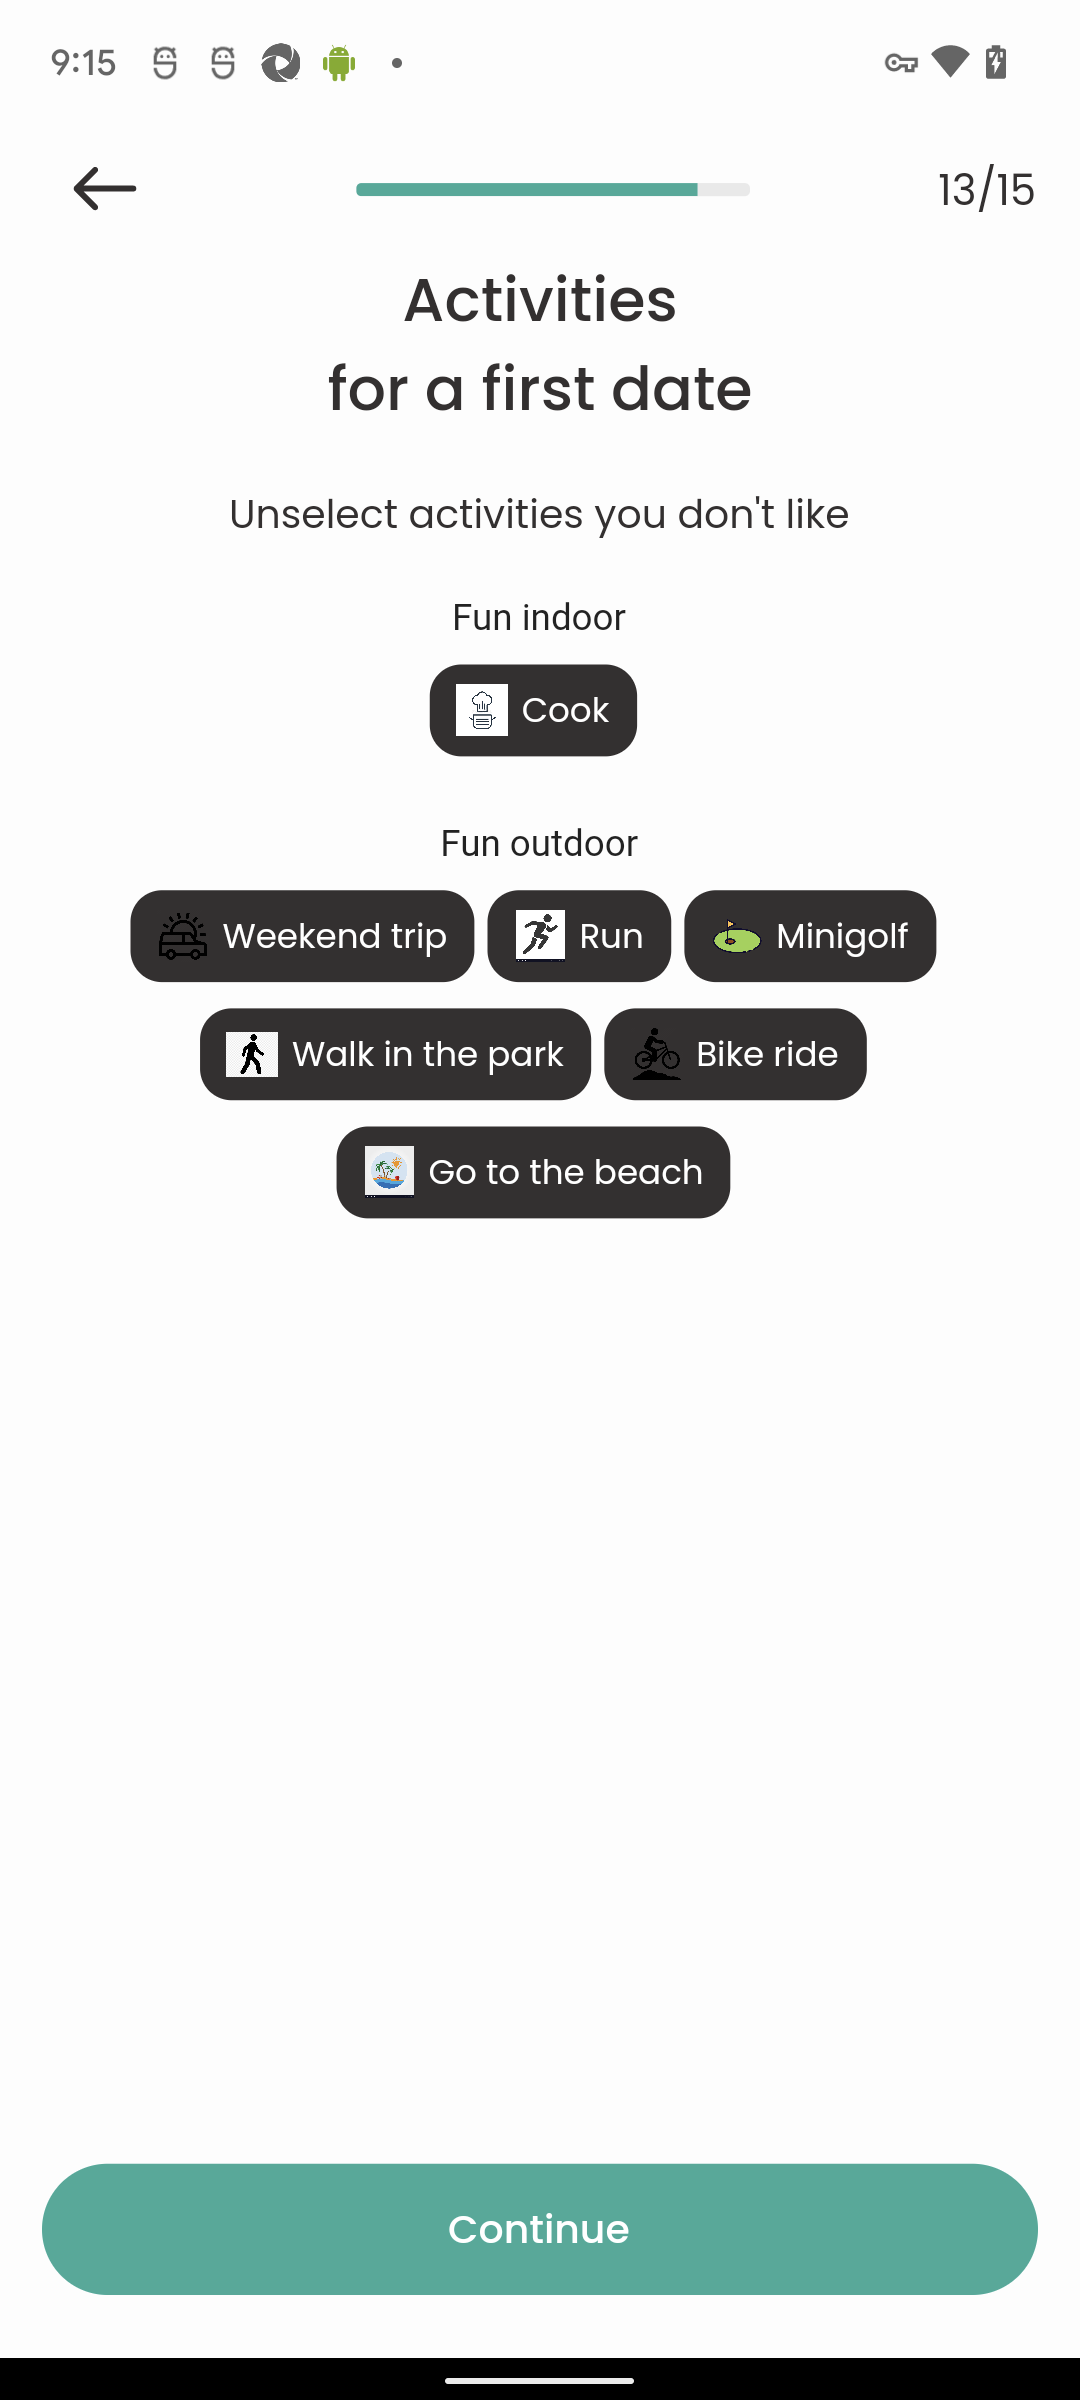 9:15
13/15
Activities
for a first date
Unselect activities you don't like
Fun indoor
Cook
Fun outdoor
Weekend trip Run Minigolf
Walk in the park Bike ride
Go to the beach
Continue